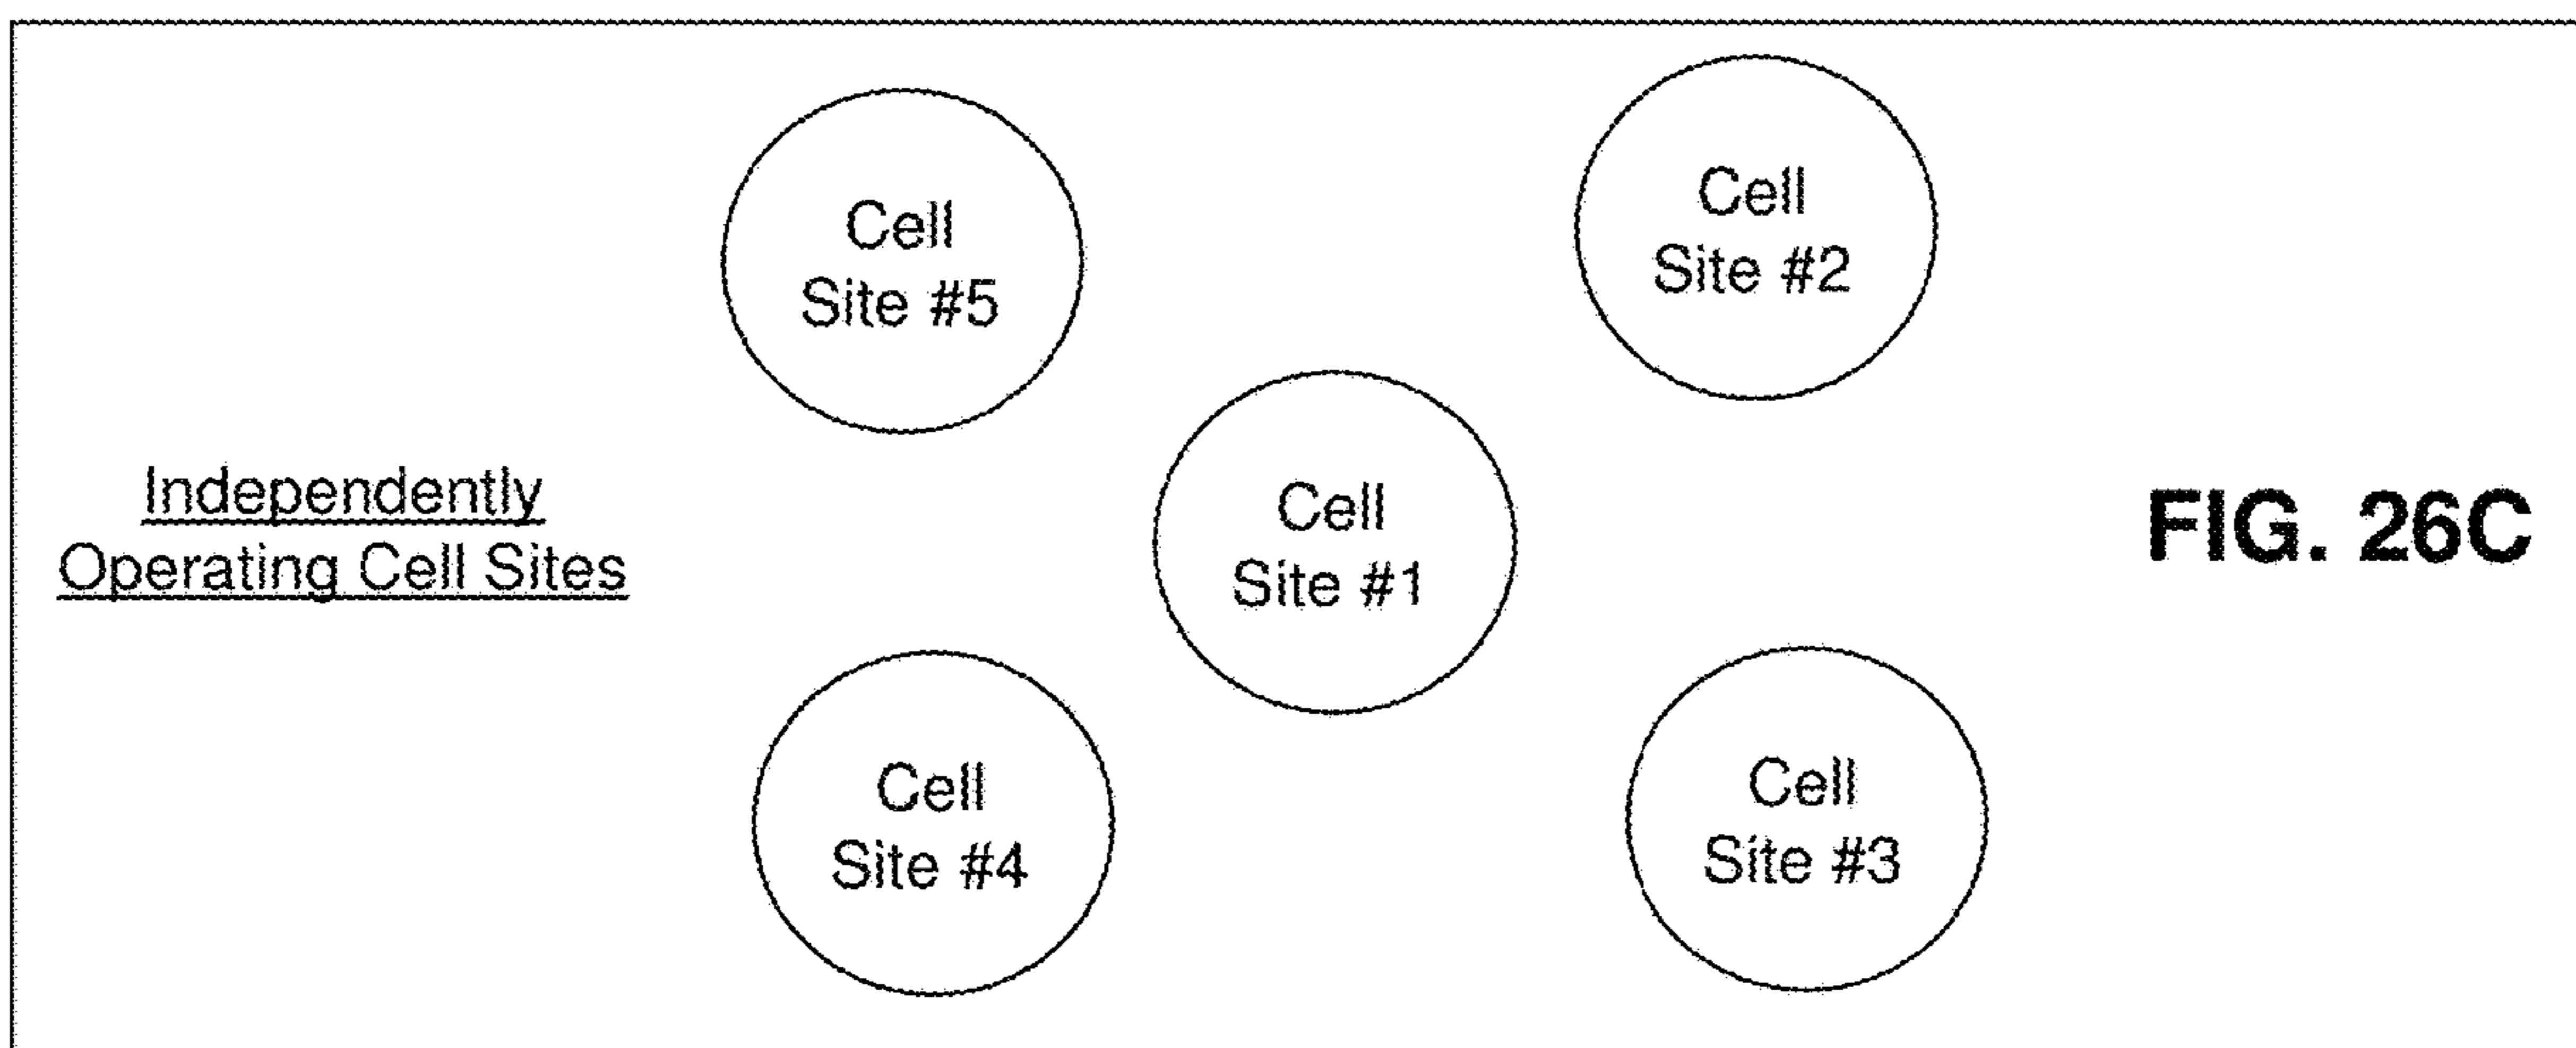 Cell
Site #5
Cell
Site #2
Independently
Operating Cell Sites
Cell
Site #1
FIG. 26C
Cell
Site #4
Cell
Site #3